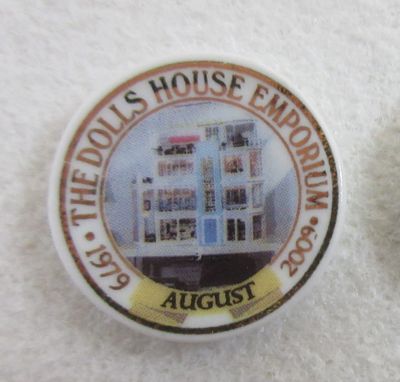 THE DOLLS HOUSE EMPORIUM
1979
2009
AUGUST